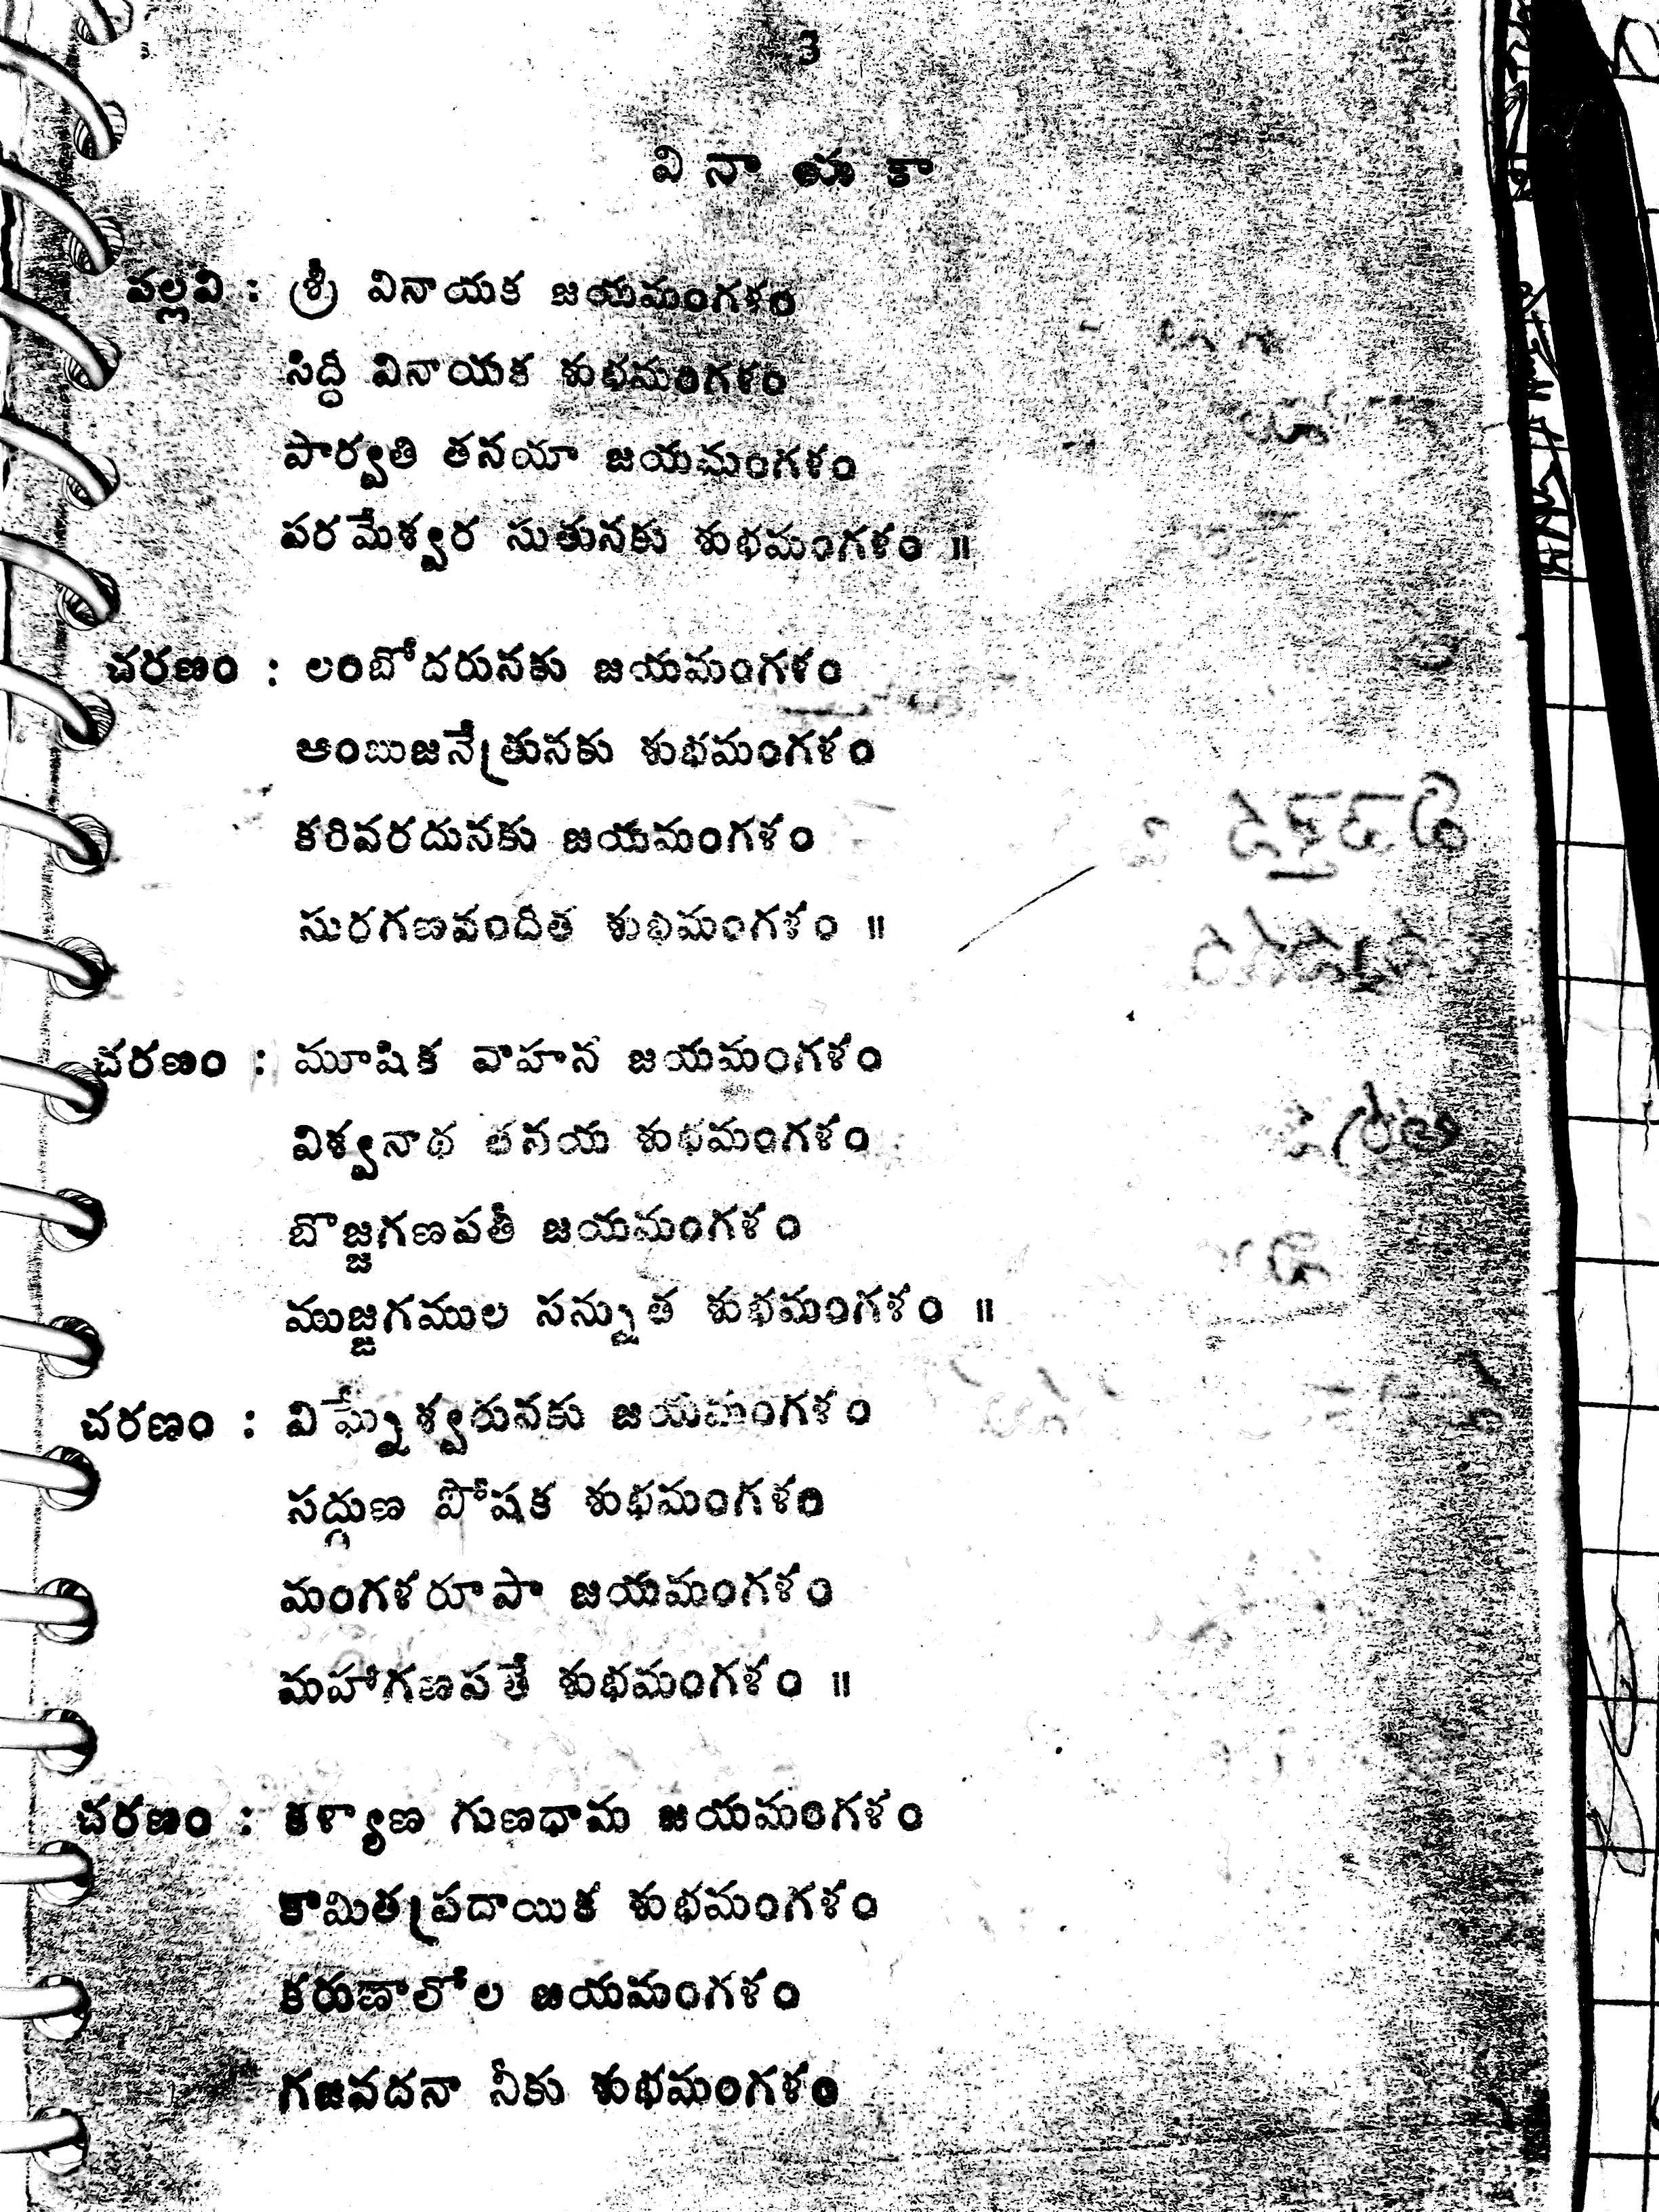 3
వినాయకా
పల్లవి : శ్రీ వినాయక జయమంగళం
సిద్ధి వినాయక శుభమంగళం
పార్వతి తనయా జయమంగళం
పరమేశ్వర సుతునకు శుభమంగళం ॥
చరణం : లంబోదరునకు జయమంగళం
ఆంబుజనేత్రునకు శుభమంగళం
కరివరదునకు జయమంగళం
సురగణవందిత శుభమంగళం ॥
చరణం : మూషిక వాహన జయమంగళం
విశ్వనాథ తనయ శుభమంగళం
బొజ్జగణపతీ జయమంగళం
ముజ్జగముల సన్నుత శుభమంగళం ॥
చరణం : విఘ్నేశ్వరునకు జయమంగళం
సద్గుణ పోషక శుభమంగళం
మంగళరూపా జయమంగళం
మహాగణపతే శుభమంగళం ॥
చరణం : కళ్యాణ గుణధామ జయమంగళం
కామితప్రదాయిక శుభమంగళం
కరుణాలోల జయమంగళం
గజవదనా నీకు శుభమంగళం